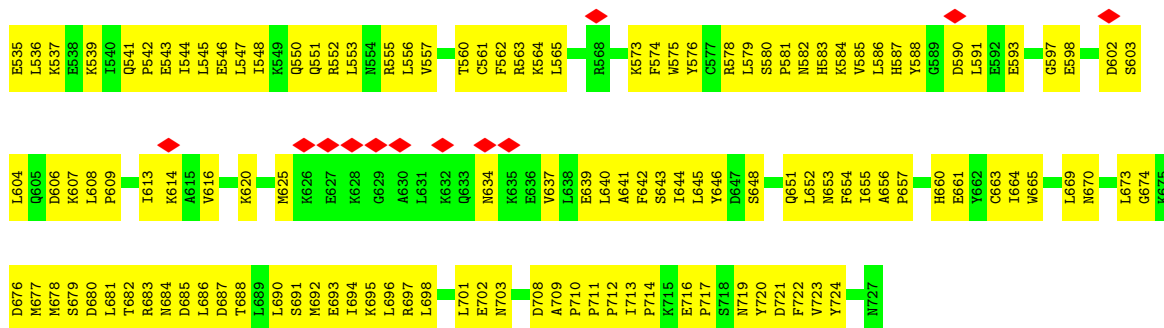 E535 L536 K537 E538 K539 I540 Q541 P542 E543 I544 L545 E546 L547 I548 K549 Q550 Q551 R552 L553 N554 R555 L556 V557 T560 C561 F562 R563 K564 L565 R568 K573 F574 W575 Y576 C577 R578 L579 S580 P581 N582 H583 K584 V585 L586 H587 Y588 G589 D590 L591 E592 E593 G597 E598 D602 S603
L604 Q605 D606 K607 L608 P609 I613 K614 A615 V616 K620 M625 K626 E627 K628 G629 A630 L631 K632 Q633 N634 K635 E636 V637 L638 E639 L640 A641 F642 S643 I644 L645 Y646 D647 S648 Q651 L652 N653 F654 I655 A656 P657 H660 E661 Y662 C663 I664 W665 L669 N670 L673 G674 K675
D676 M677 M678 S679 D680 L681 T682 R683 N684 D685 L686 D687 T688 L689 L690 S691 M692 E693 I694 K695 L696 R697 L698 L701 E702 N703 D708 A709 P710 P711 P712 I713 P714 K715 E716 P717 S718 N719 Y720 D721 F722 V723 Y724 N727